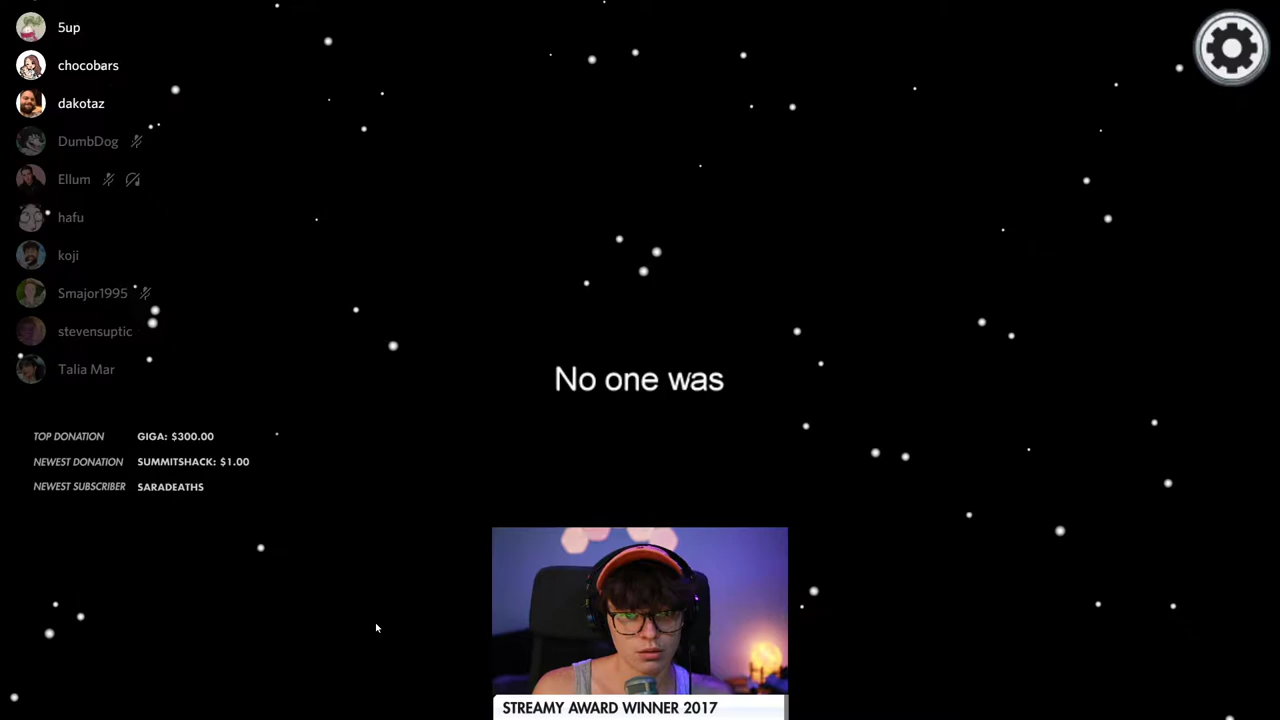 5up
chocobars
dakotaz
DumbDog
Ellum
hafu
koji
Smajor1995
stevensuptic
Talia Mar
No one was
TOP DONATION GIGA: $300.00
NEWEST DONATION SUMMITSHACK: $1.00
NEWEST SUBSCRIBER SARADEATHS
STREAMY AWARD WINNER 2017